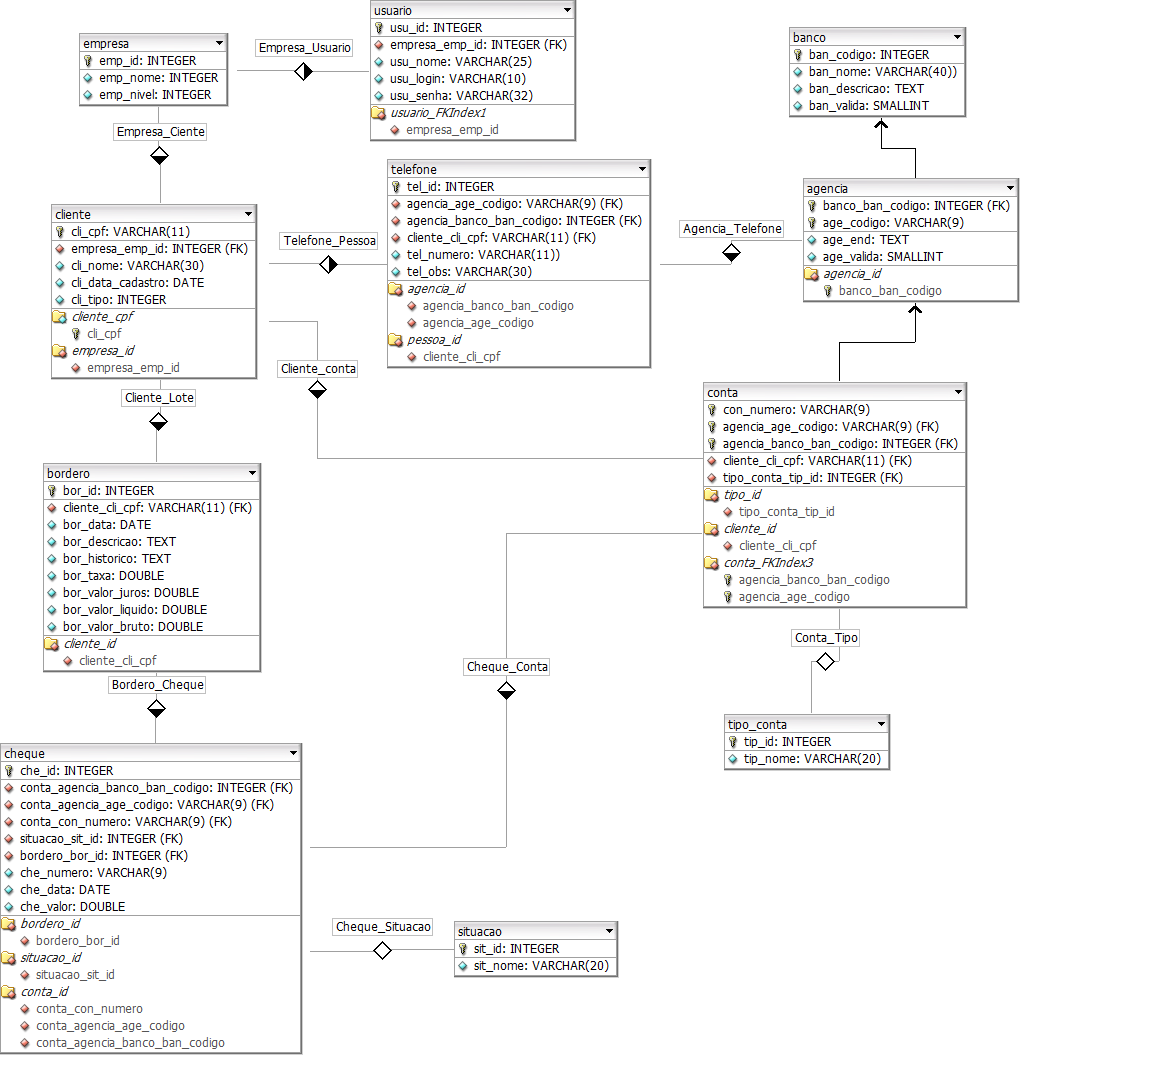 usuario
usu_id: INTEGER
empresa_emp_id: INTEGER (FK)
usu_nome: VARCHAR(25)
usu_login: VARCHAR(10)
usu_senha: VARCHAR(32)
usuario_FKIndex1
empresa_emp_id
empresa
emp_id: INTEGER
emp_nome: INTEGER
emp_nivel: INTEGER
Empresa_Usuario
banco
ban_codigo: INTEGER
ban_nome: VARCHAR(40))
ban_descricao: TEXT
ban_valida: SMALLINT
Empresa_Ciente
telefone
tel_id: INTEGER
agencia_age_codigo: VARCHAR(9) (FK)
agencia_banco_ban_codigo: INTEGER (FK)
cliente_cli_cpf: VARCHAR(11) (FK)
tel_numero: VARCHAR(11))
tel_obs: VARCHAR(30)
agencia_id
agencia_banco_ban_codigo
agencia_age_codigo
pessoa_id
cliente_cli_cpf
agencia
banco_ban_codigo: INTEGER (FK)
age_codigo: VARCHAR(9)
age_end: TEXT
age_valida: SMALLINT
agencia_id
banco_ban_codigo
cliente
cli_cpf: VARCHAR(11)
empresa_emp_id: INTEGER (FK)
cli_nome: VARCHAR(30)
cli_data_cadastro: DATE
cli_tipo: INTEGER
cliente_cpf
cli_cpf
empresa_id
empresa_emp_id
Telefone_Pessoa
Agencia_Telefone
Cliente_conta
Cliente_Lote
conta
con_numero: VARCHAR(9)
agencia_age_codigo: VARCHAR(9) (FK)
agencia_banco_ban_codigo: INTEGER (FK)
cliente_cli_cpf: VARCHAR(11) (FK)
tipo_conta_tip_id: INTEGER (FK)
tipo_id
tipo_conta_tip_id
cliente_id
cliente_cli_cpf
conta_FKIndex3
agencia_banco_ban_codigo
agencia_age_codigo
bordero
bor_id: INTEGER
cliente_cli_cpf: VARCHAR(11) (FK)
bor_data: DATE
bor_descricao: TEXT
bor_historico: TEXT
bor_taxa: DOUBLE
bor_valor_juros: DOUBLE
bor_valor_liquido: DOUBLE
bor_valor_bruto: DOUBLE
cliente_id
cliente_cli_cpf
Conta_Tipo
Cheque_Conta
Bordero_Cheque
tipo_conta
tip_id: INTEGER
tip_nome: VARCHAR(20)
cheque
che_id: INTEGER
conta_agencia_banco_ban_codigo: INTEGER (FK)
conta_agencia_age_codigo: VARCHAR(9) (FK)
conta_con_numero: VARCHAR(9) (FK)
situacao_sit_id: INTEGER (FK)
bordero_bor_id: INTEGER (FK)
che_numero: VARCHAR(9)
che_data: DATE
che_valor: DOUBLE
bordero_id
bordero_bor_id
situacao_id
situacao_sit_id
conta_id
conta_con_numero
conta_agencia_age_codigo
conta_agencia_banco_ban_codigo
Cheque_Situacao
situacao
sit_id: INTEGER
sit_nome: VARCHAR(20)